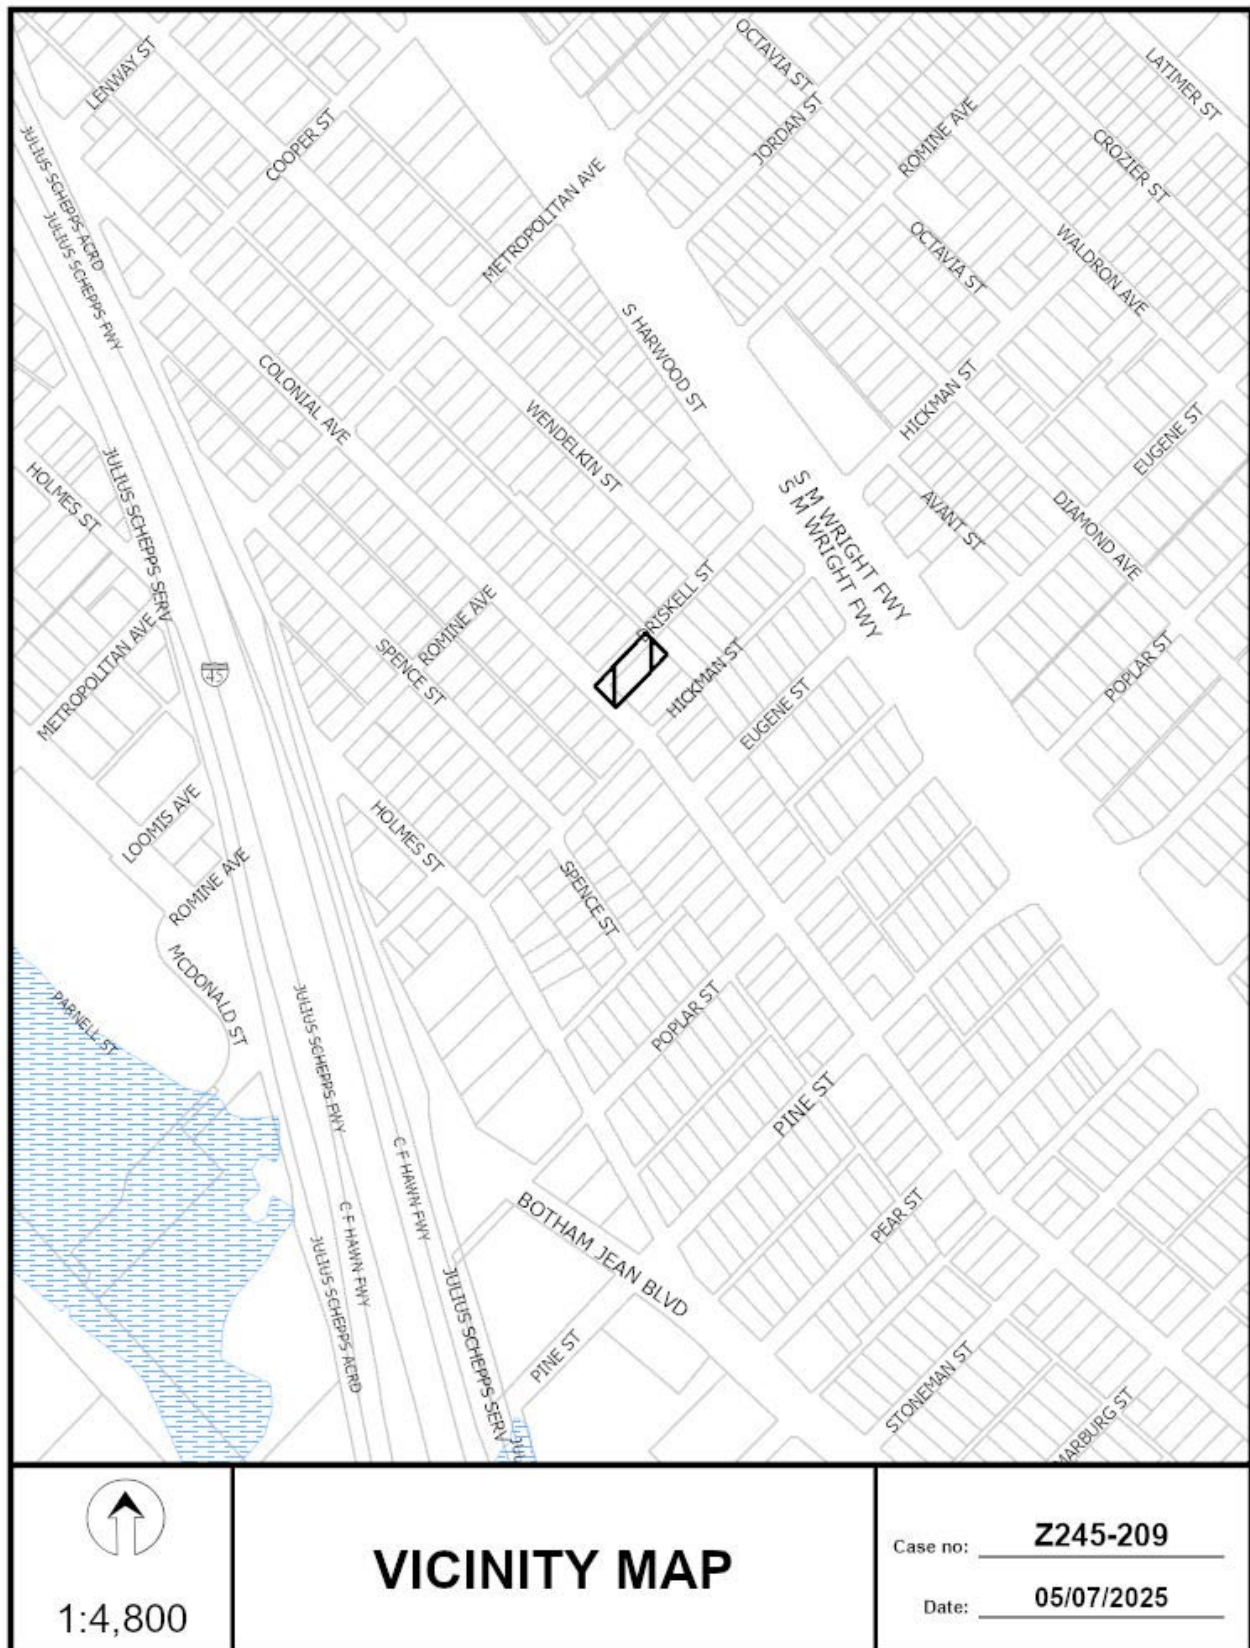 OCTAVIA ST
LENWAY ST
LATIMER ST
JORDAN ST
ROMINE AVE
COOPER ST
CROZIER ST
JULIUS SCHEPPS ACRD
METROPOLITAN AVE
JULIUS SCHEPPS FWY
OCTAVIA ST
WALDRON AVE
S HARWOOD ST
COLONIAL AVE
HICKMAN ST
WENDELKIN ST
EUGENE ST
HOLMES ST
JULIUS SCHEPPS SERV
S M WRIGHT FWY
S M WRIGHT FWY
AVANT ST
DIAMOND AVE
DRISKELL ST
ROMINE AVE
METROPOLITAN AVE
SPENCE ST
HICKMAN ST
POPLAR ST
45
EUGENE ST
LOOMIS AVE
HOLMES ST
ROMINE AVE
SPENCE ST
MCDONALD ST
PARNELL ST
JULIUS SCHEPPS FWY
POPLAR ST
PINE ST
C F HAWN FWY
C F HAWN FWY
BOTHAM JEAN BLVD
PEAR ST
JULIUS SCHEPPS ACRD
JULIUS SCHEPPS SERV
PINE ST
STONEMAN ST
MARBURG ST
JUL
1:4,800
VICINITY MAP
Case no: Z245-209
Date: 05/07/2025